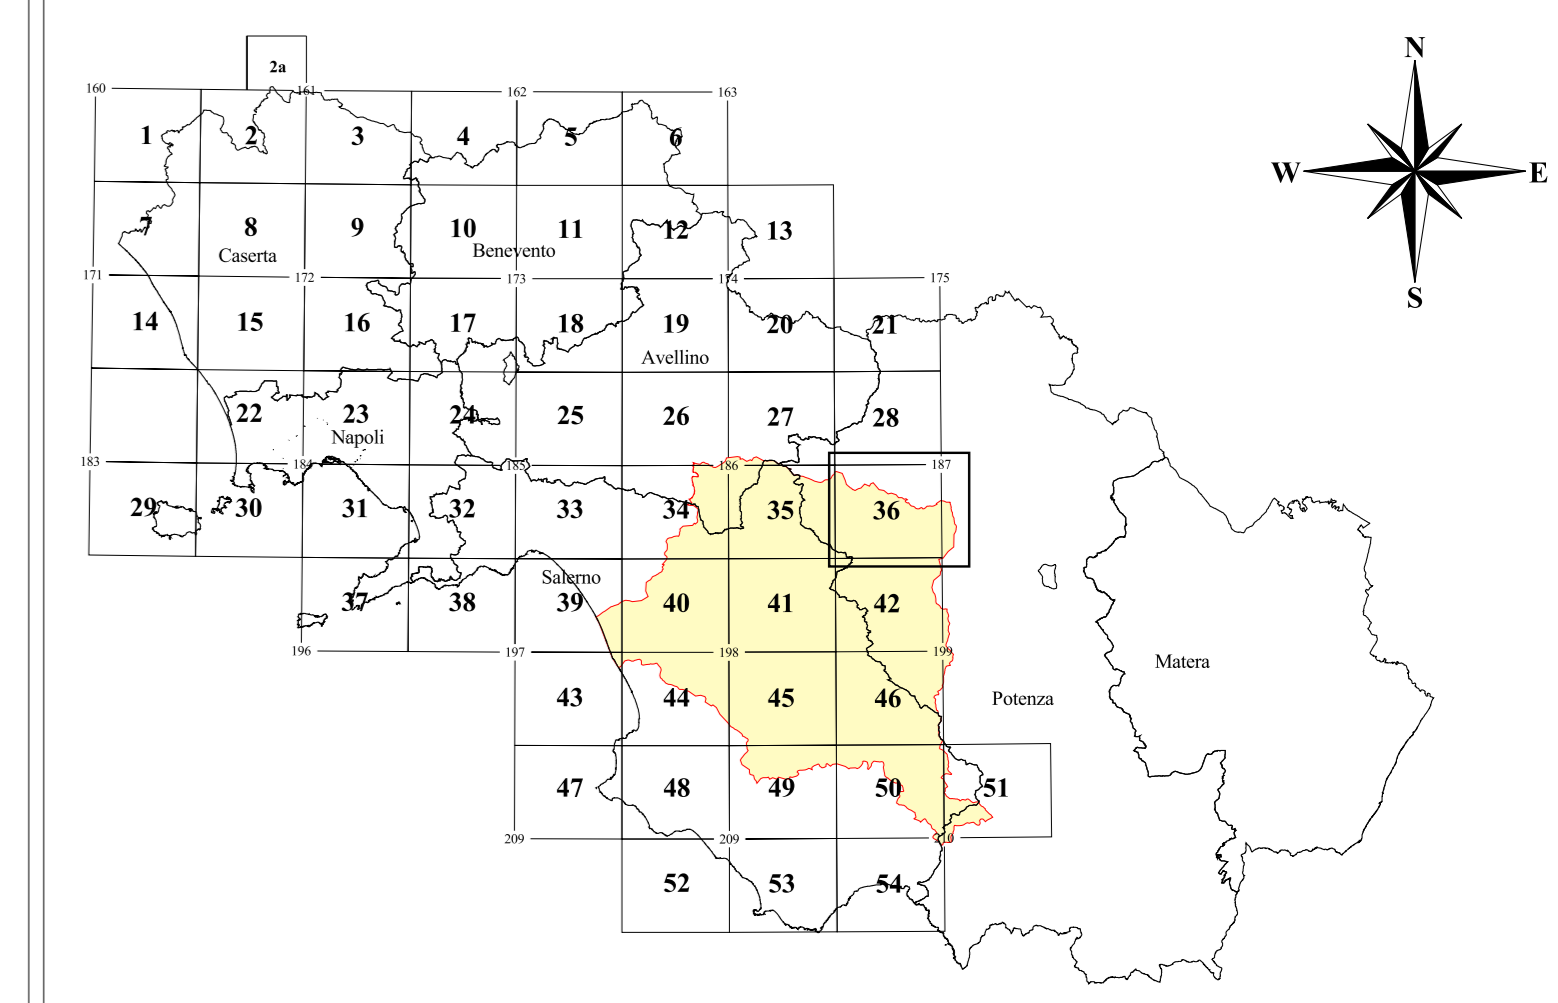 N
2a
160 161 162 163
1 2 3 4 5 6
W E
7 8 9 10 11 12 13
Caserta Benevento
171 172 173 174 175
S
14 15 16 17 18 19 20 21
Avellino
22 23 24 25 26 27 28
Napoli
183 184 185 186 187
29 30 31 32 33 34 35 36
Salerno
37 38 39 40 41 42
196 197 198 199
Matera
43 44 45 46
Potenza
47 48 49 50 51
209 209 210
52 53 54